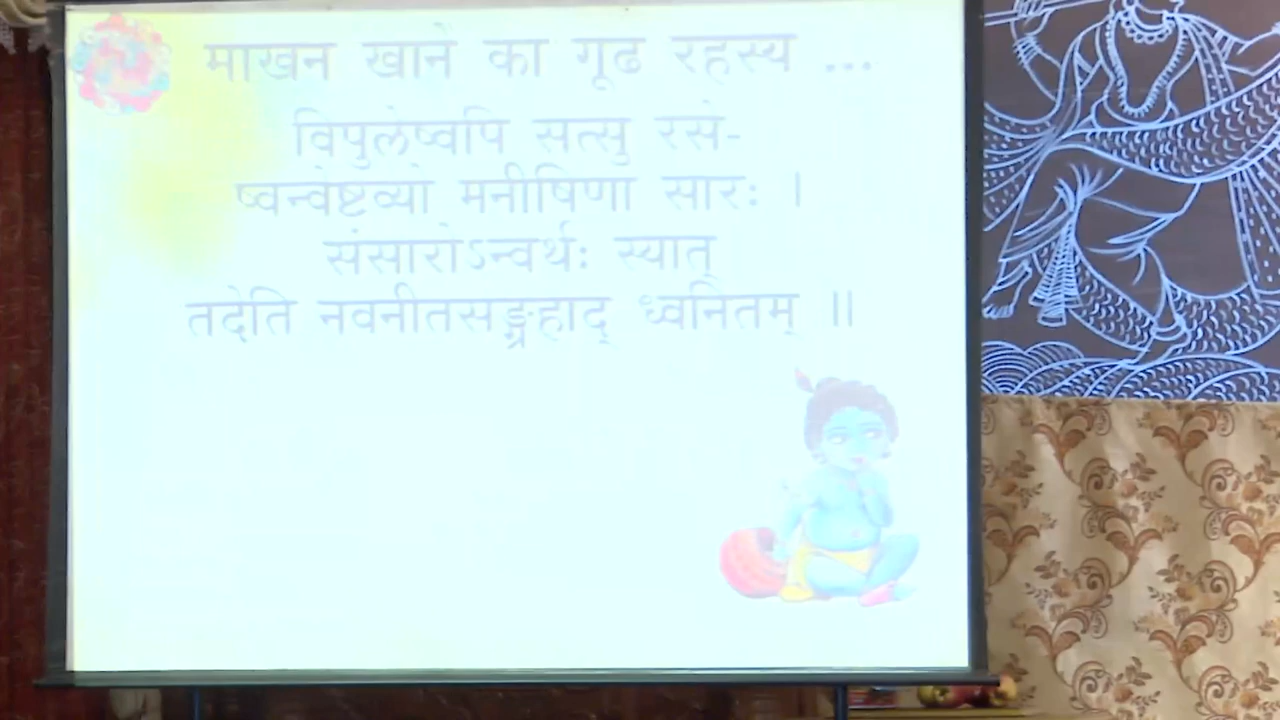 माखन खाने का गूढ रहस्य ...
विपुलेष्वपि सत्सु रसे-
ष्वन्वेष्टव्यो मनीषिणा सारः ।
संसारोऽन्वर्थः स्यात्
तदेति नवनीतसङ्ग्रहाद् ध्वनितम् ॥